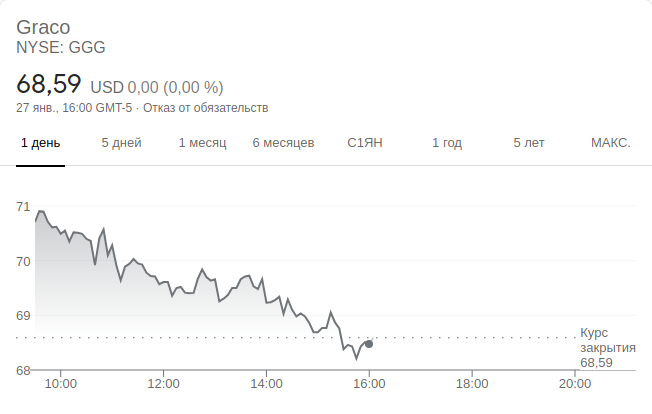 Graco
NYSE: GGG
68,59 USD 0,00 (0,00 %)
27 янв., 16:00 GMT-5 · Отказ от обязательств
1 день 5 дней 1 месяц 6 месяцев С1ЯН 1 год 5 лет МАКС.
71
70
69
68
Курс
закрытия
68,59
10:00 12:00 14:00 16:00 18:00 20:00